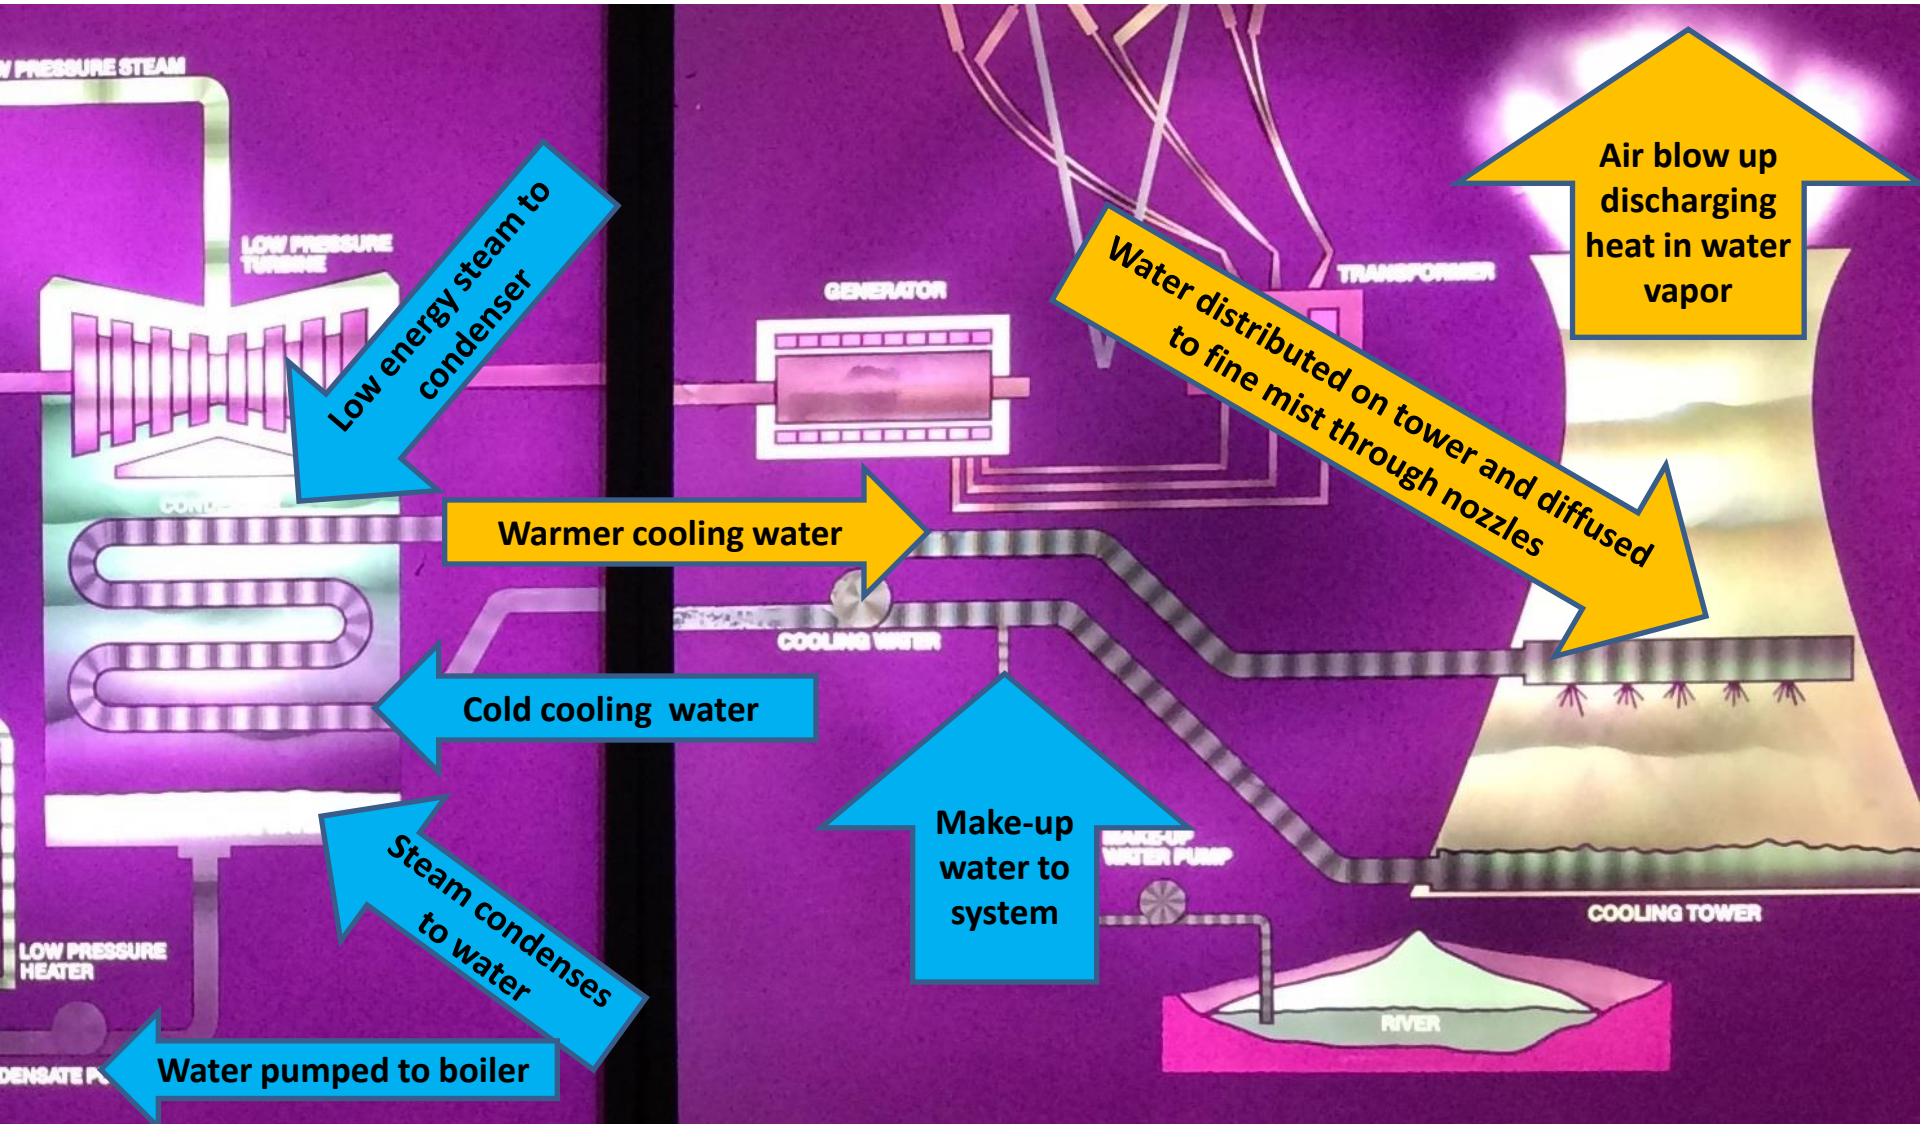 PRESSURE STEAM
LOW PRESSURE
TURBINE
Low energy steam to
condenser
GENERATOR
TRANSFORMER
Air blow up
discharging
heat in water
vapor
Water distributed on tower and diffused
to fine mist through nozzles
Warmer cooling water
COOLING WATER
Cold cooling water
Make-up
water to
system
MAKE-UP
WATER PUMP
Steam condenses
to water
COOLING TOWER
LOW PRESSURE
HEATER
RIVER
Water pumped to boiler